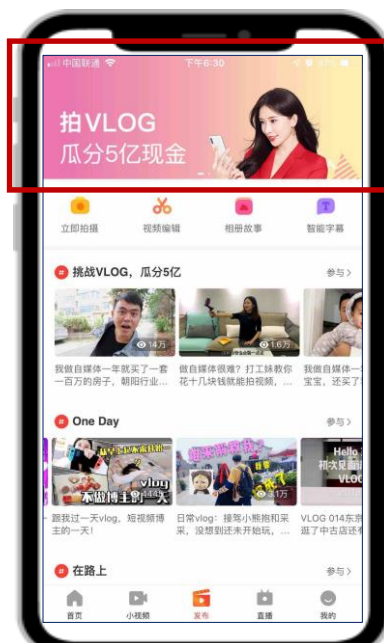 中国联通
下午6:30
拍VLOG
瓜分5亿现金
立即拍摄
视频编辑
相册故事
智能字幕
挑战VLOG，瓜分5亿
参与>
14万
1.6万
我做自媒体一年就买了一套
一百万的房子，朝阳行业...
做自媒体很难？打工妹教你
花十几块钱就能拍视频，...
我做自媒体一
宝宝，还买了
One Day
参与>
vlog
不做博主的一天
3.1万
Hello
初次见面
VLOG
跟我过一天vlog，短视频博
主的一天！
日常vlog：接驾小熊抱和采
采，没想到还未开始玩，...
VLOG 014东京
逛了中古店还
在路上
参与>
首页
小视频
发布
直播
我的